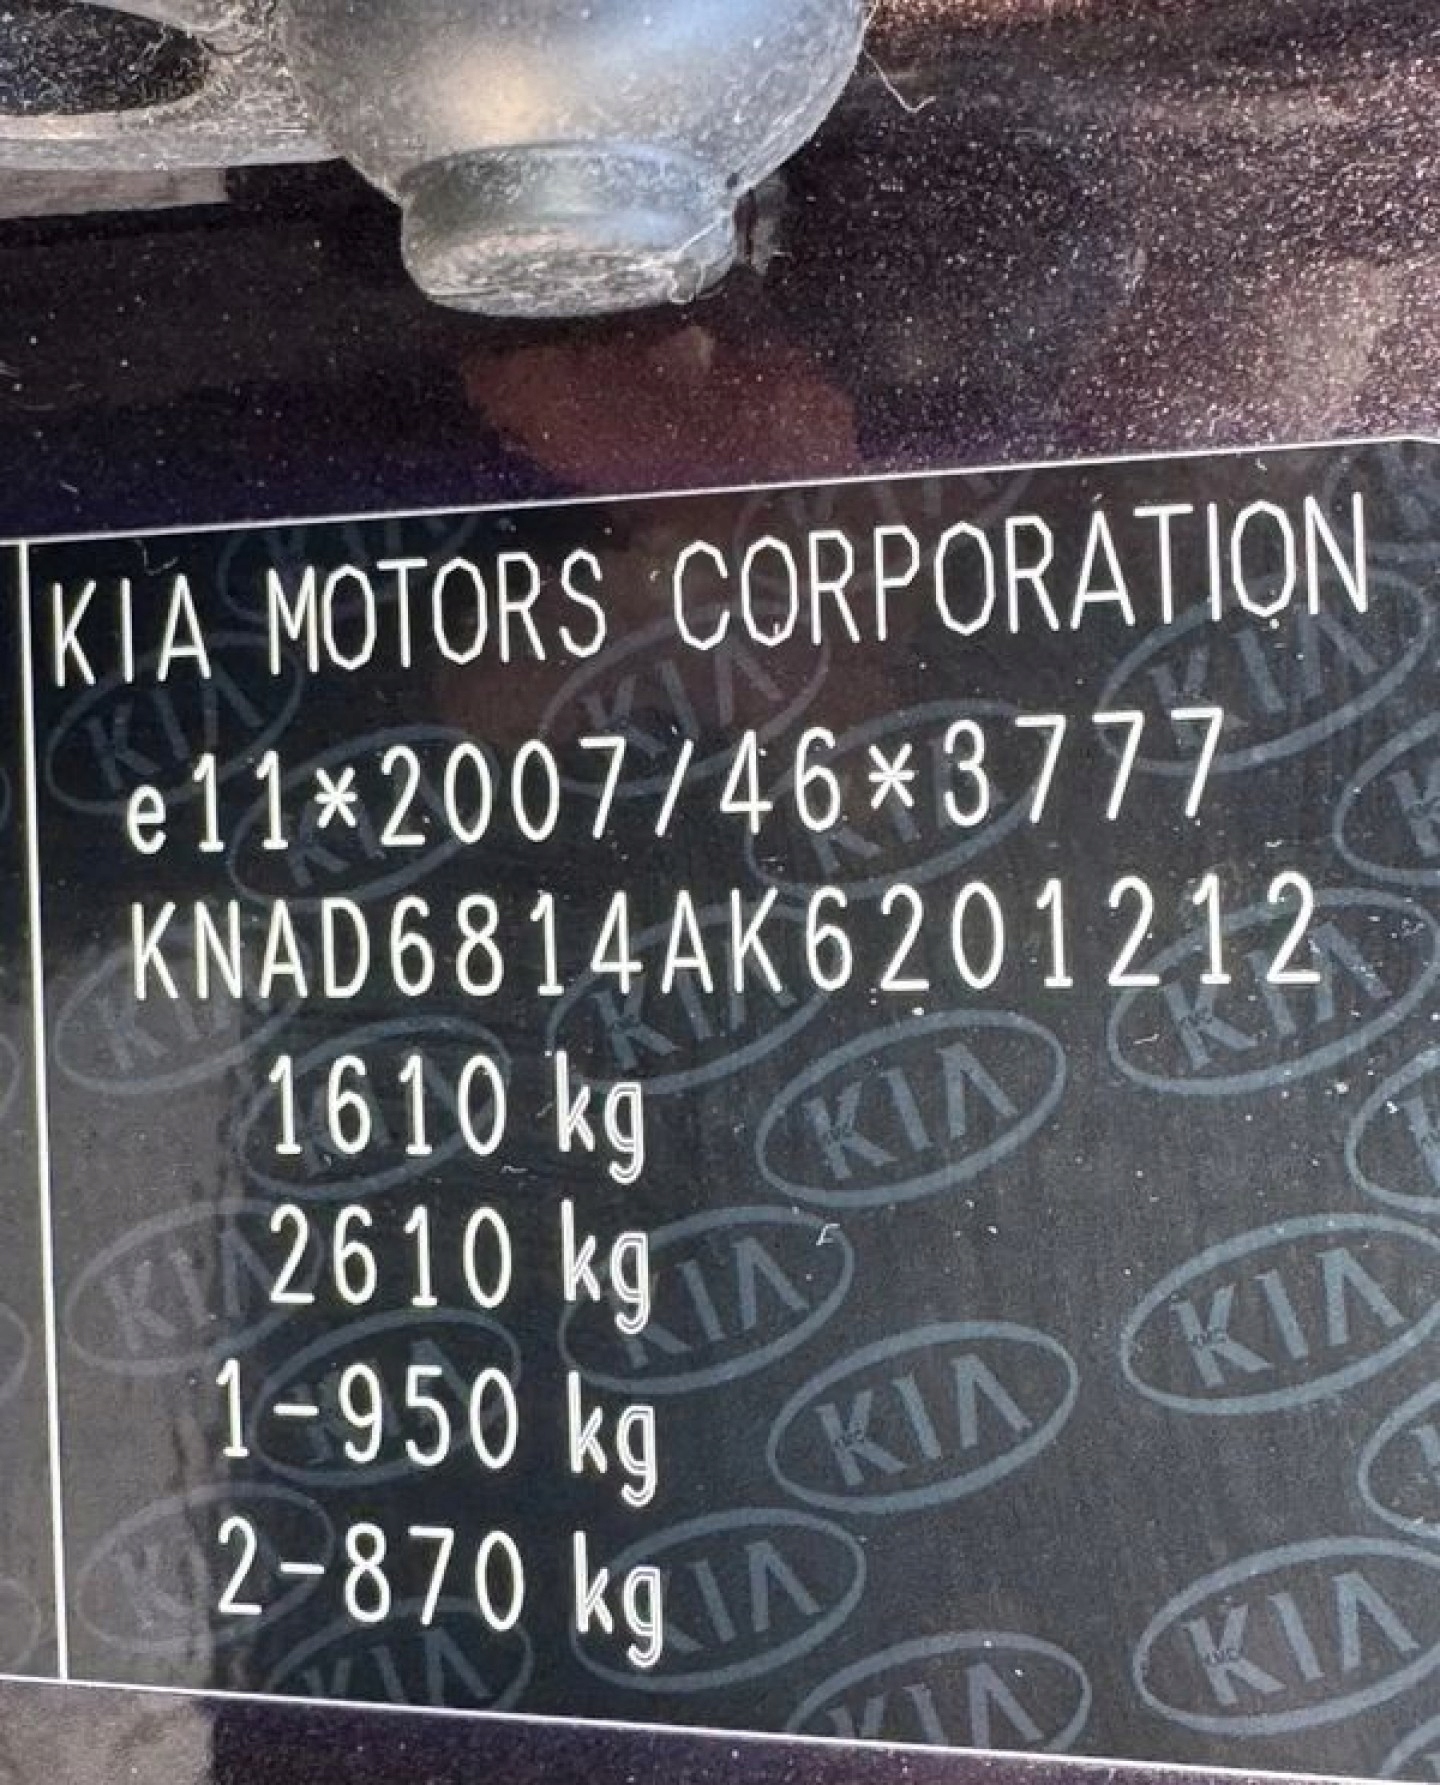 KIA MOTORS CORPORATION
e11*2007/46*3777
KNAD6814AK6201212
1610 kg
2610 kg
1-950 kg
2-870 kg